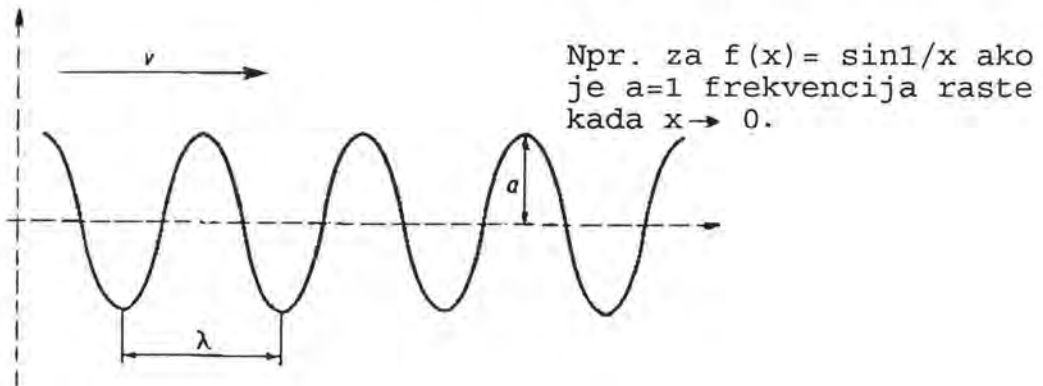 v
Npr. za f(x)= sin1/x ako
je a=1 frekvencija raste
kada x→ 0.
a
λ